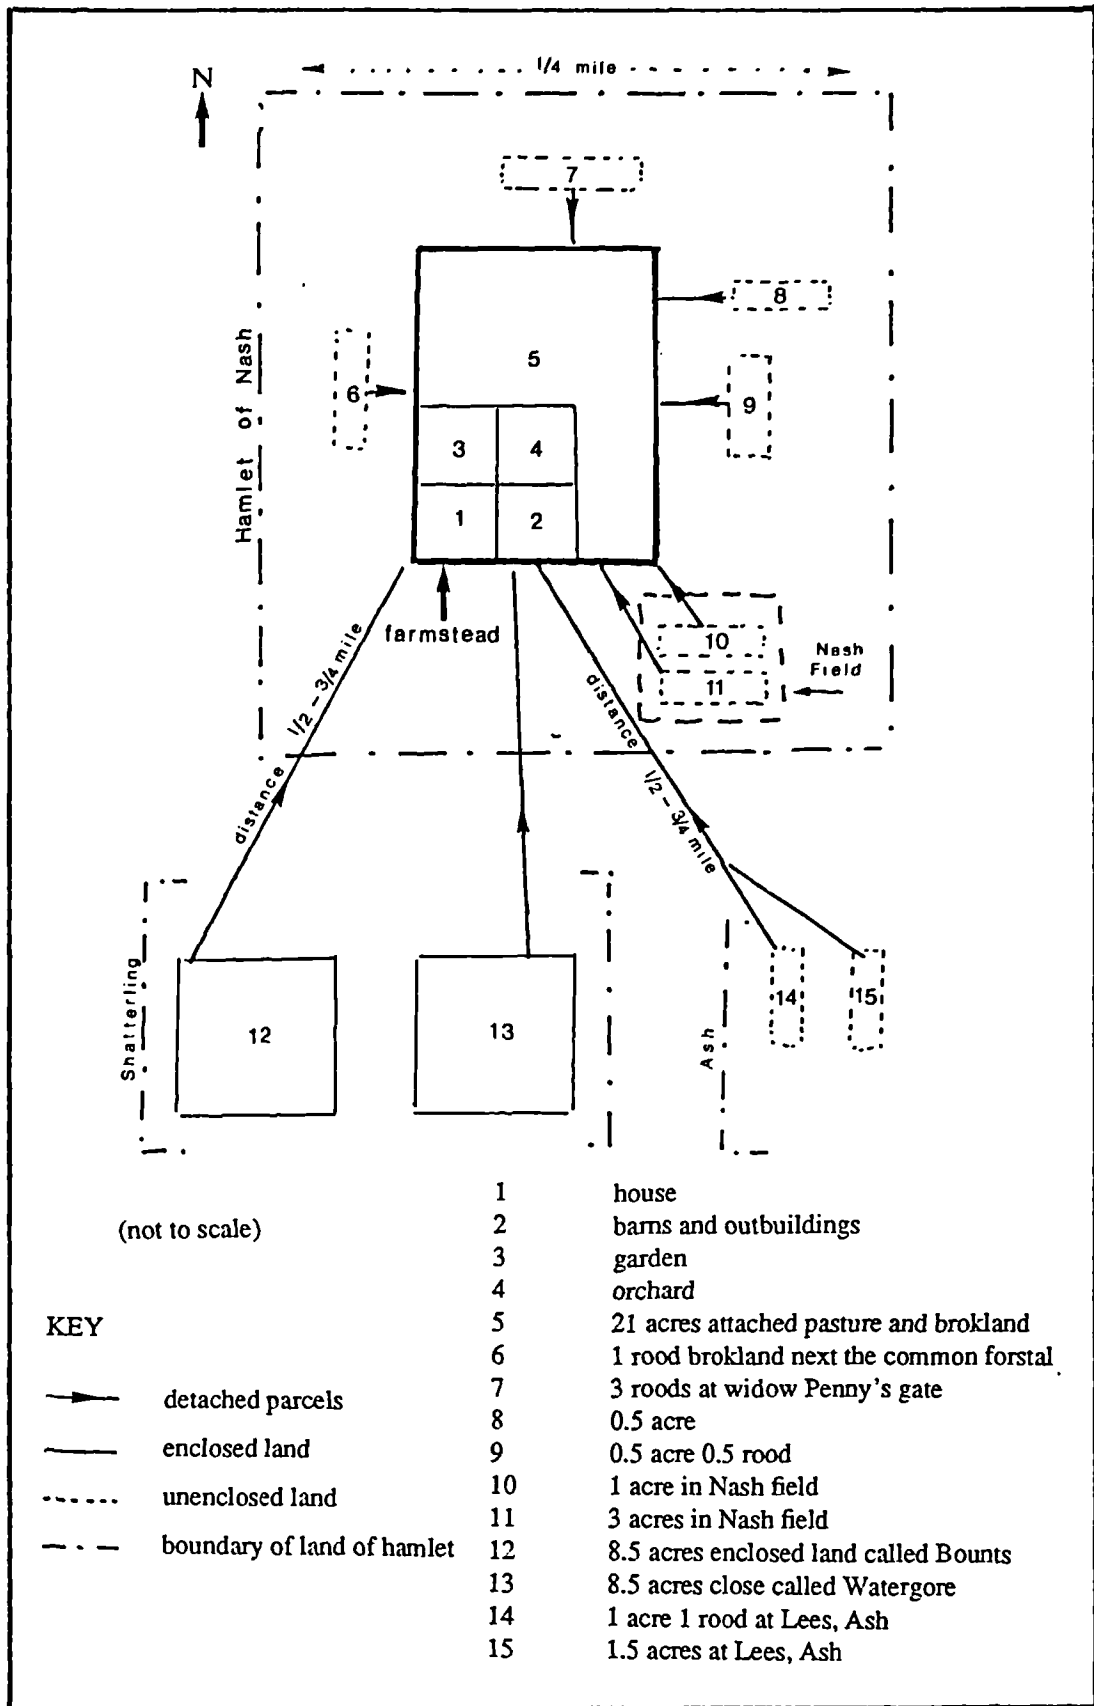 1/4 mile
N
7
8
5
6
9
Hamlet of Nash
3 4
1 2
farmstead
10
11
Nash
Field
distance 1/2 - 3/4 mile
distance 1/2 - 3/4 mile
Shatterling
12
13
Ash
14
15
(not to scale)
1 house
2 barns and outbuildings
3 garden
4 orchard
5 21 acres attached pasture and brokland
6 1 rood brokland next the common forstal
7 3 roods at widow Penny's gate
8 0.5 acre
9 0.5 acre 0.5 rood
10 1 acre in Nash field
11 3 acres in Nash field
12 8.5 acres enclosed land called Bounts
13 8.5 acres close called Watergore
14 1 acre 1 rood at Lees, Ash
15 1.5 acres at Lees, Ash
KEY
detached parcels
enclosed land
unenclosed land
boundary of land of hamlet